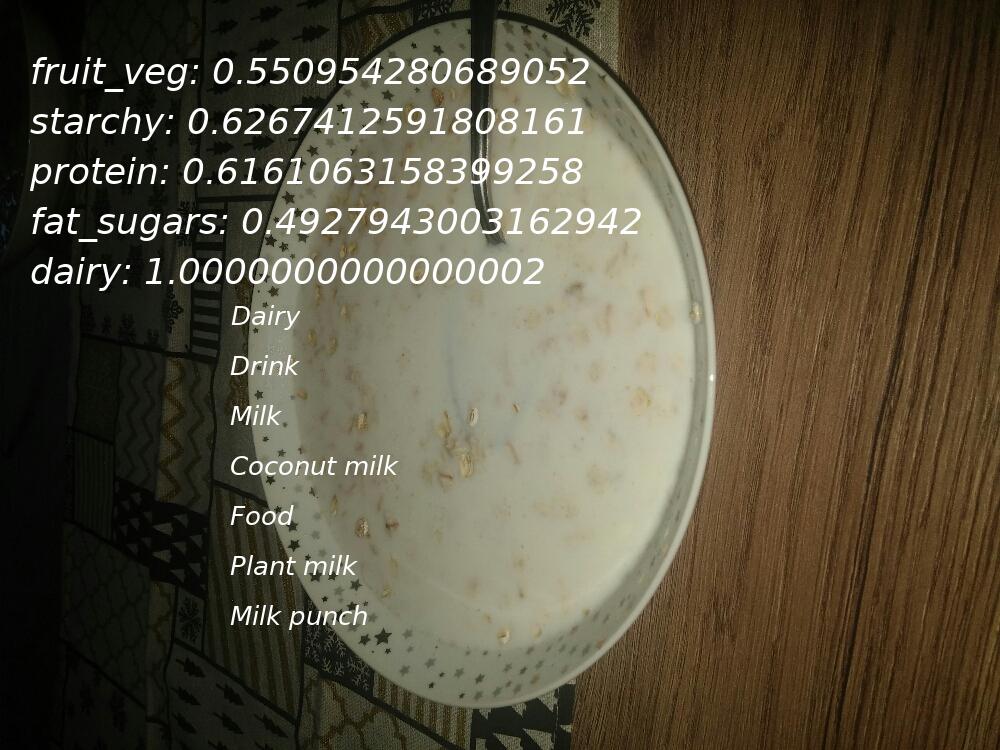 fruit_veg: 0.550954280689052
starchy: 0.6267412591808161
protein: 0.6161063158399258
fat_sugars: 0.4927943003162942
dairy: 1.0000000000000002
Dairy
Drink
Milk
Coconut milk
Food
Plant milk
Milk punch